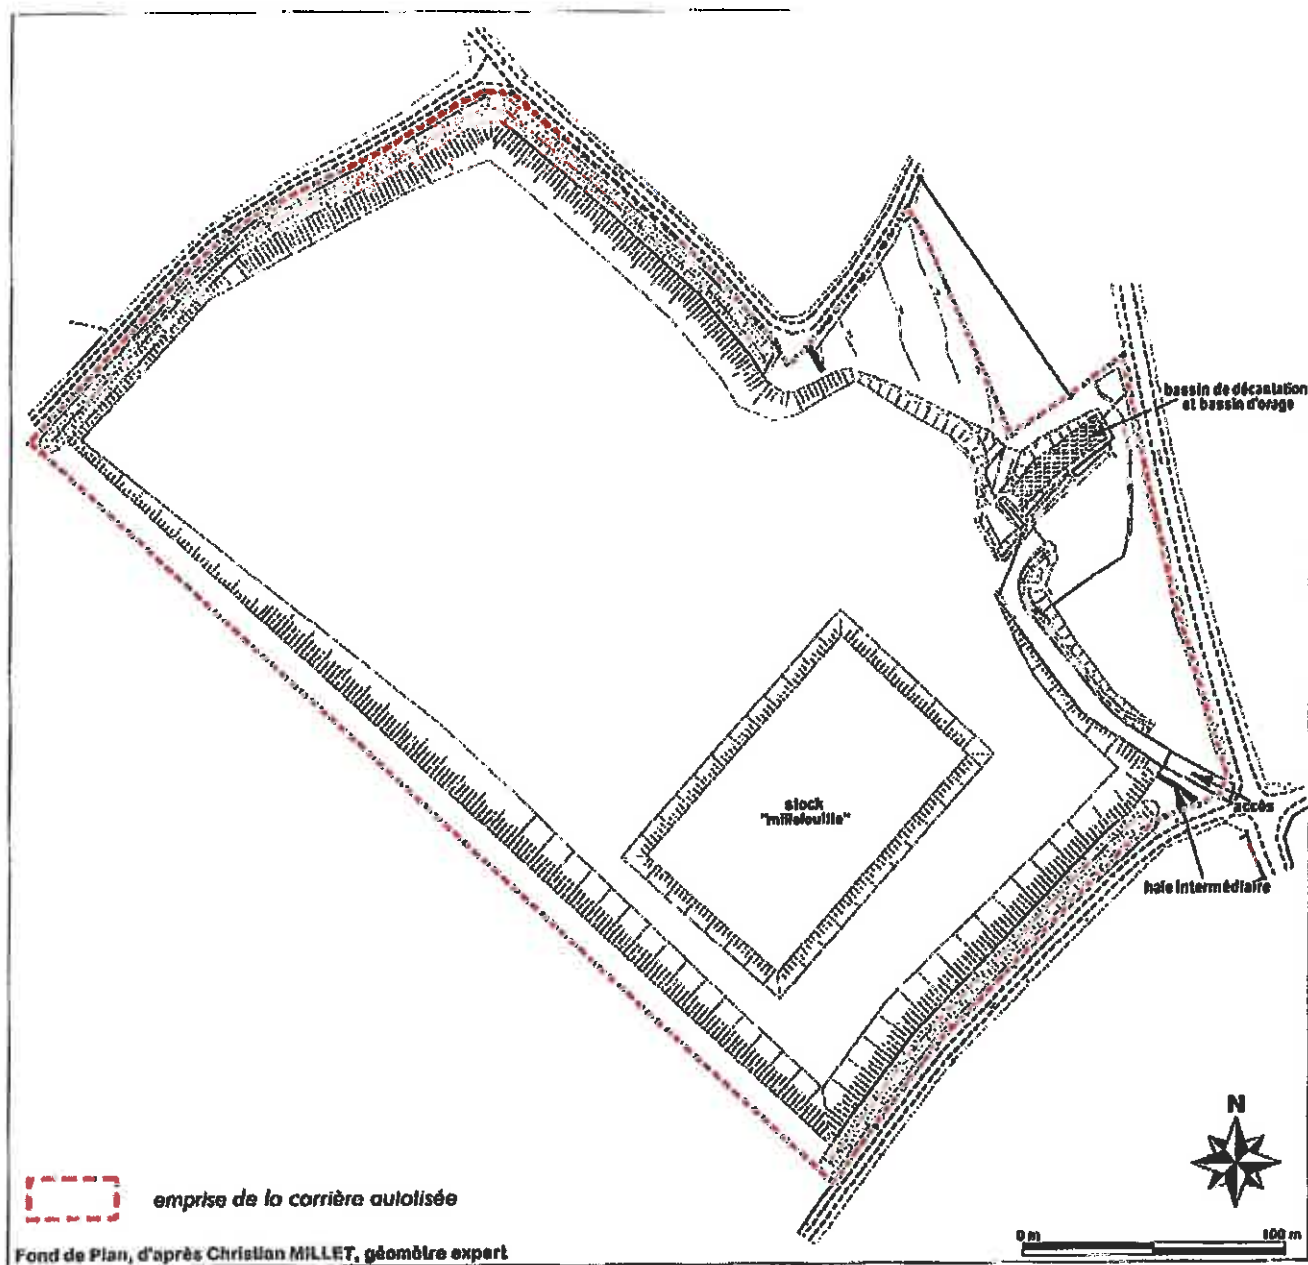 bassin de décantation
et bassin d'orage
stock
"millefeuille"
accès
haie intermédiaire
N
emprise de la carrière autolisée
0 m 100 m
Fond de Plan, d'après Christian MILLET, géomètre expert